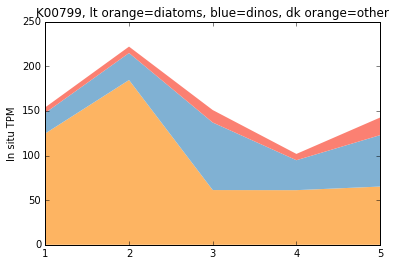 K00799, lt orange=diatoms, blue=dinos, dk orange=other
250
200
150
100
50
0
In situ TPM
1 2 3 4 5